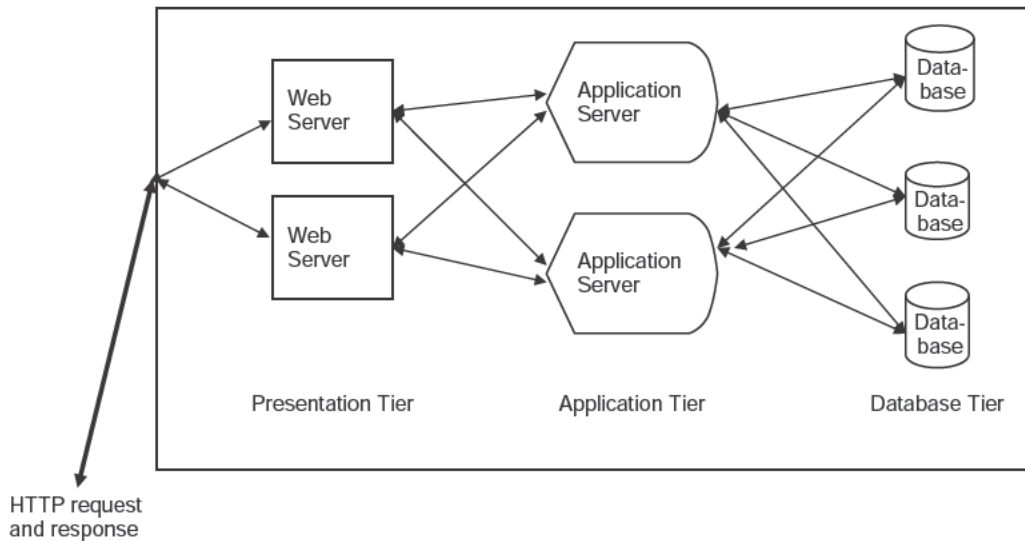 Web
Server
Web
Server
Application
Server
Application
Server
Data-
base
Data-
base
Data-
base
Presentation Tier
Application Tier
Database Tier
HTTP request
and response